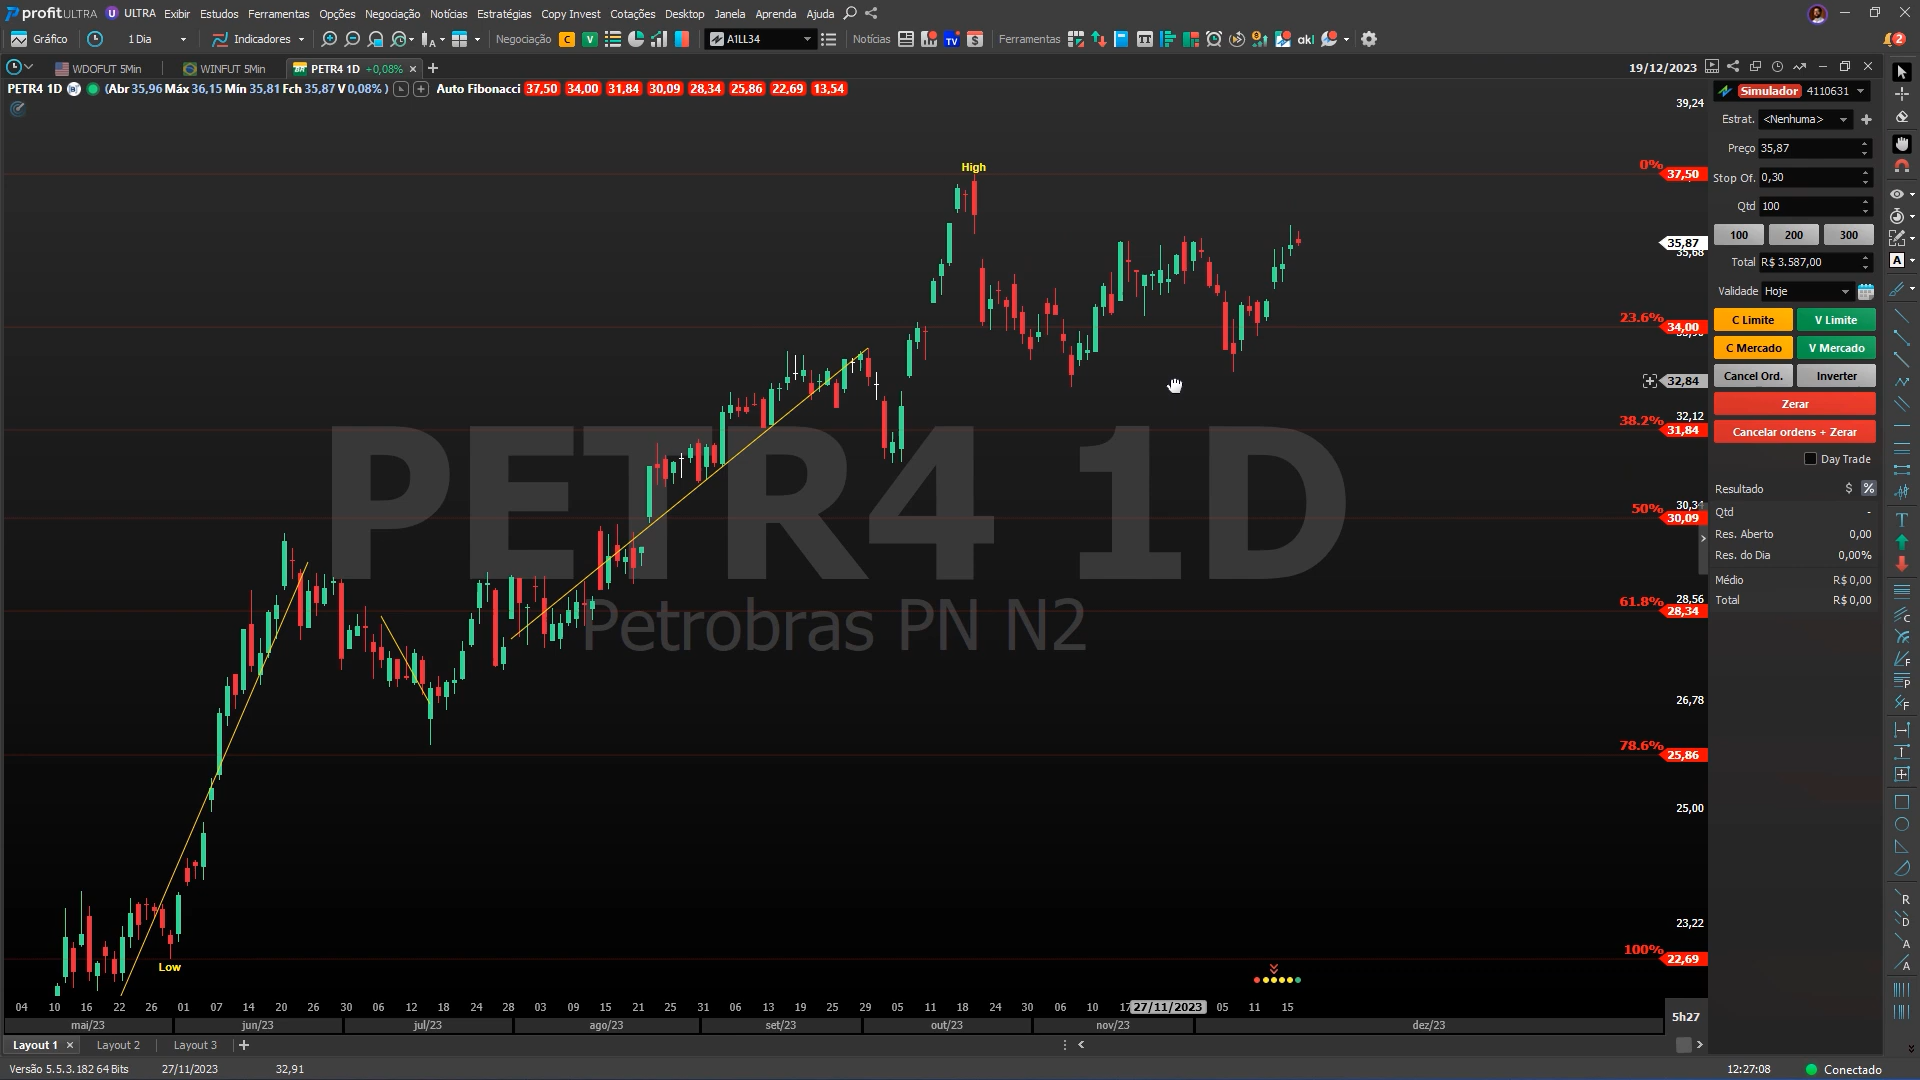 profitULTRA U ULTRA Exibir Estudos Ferramentas Opções Negociação Notícias Estratégias Copy Invest Cotações Desktop Janela Aprenda Ajuda
Gráfico 1 Dia Indicadores Negociação C V A1LL34 Notícias TV $ Ferramentas akl 2
WDOFUT 5Min WINFUT 5Min PETR4 1D +0,08% 19/12/2023
PETR4 1D (Abr 35,96 Máx 36,15 Mín 35,81 Fch 35,87 V 0,08% ) Auto Fibonacci 37,50 34,00 31,84 30,09 28,34 25,86 22,69 13,54
39,24
High
0% 37,50
35,87
23.6% 34,00
32,84
32,12
38.2% 31,84
30,34
50% 30,09
28,56
61.8% 28,34
26,78
78.6% 25,86
25,00
23,22
Low
100% 22,69
PETR4 1D
Petrobras PN N2
04 10 16 22 26 01 07 14 20 26 30 06 12 18 24 28 03 09 15 21 25 31 06 13 19 25 29 05 11 18 24 30 06 10 17 27/11/2023 05 11 15
mai/23 jun/23 jul/23 ago/23 set/23 out/23 nov/23 dez/23
5h27
Simulador 4110631
Estrat. <Nenhuma>
Preço 35,87
Stop Of. 0,30
Qtd 100
100 200 300
Total R$ 3.587,00
Validade Hoje
C Limite V Limite
C Mercado V Mercado
Cancel Ord. Inverter
Zerar
Cancelar ordens + Zerar
Day Trade
Resultado $ %
Qtd -
Res. Aberto 0,00
Res. do Dia 0,00%
Médio R$ 0,00
Total R$ 0,00
Layout 1 Layout 2 Layout 3
Versão 5.5.3.182 64 Bits 27/11/2023 32,91 12:27:08 Conectado